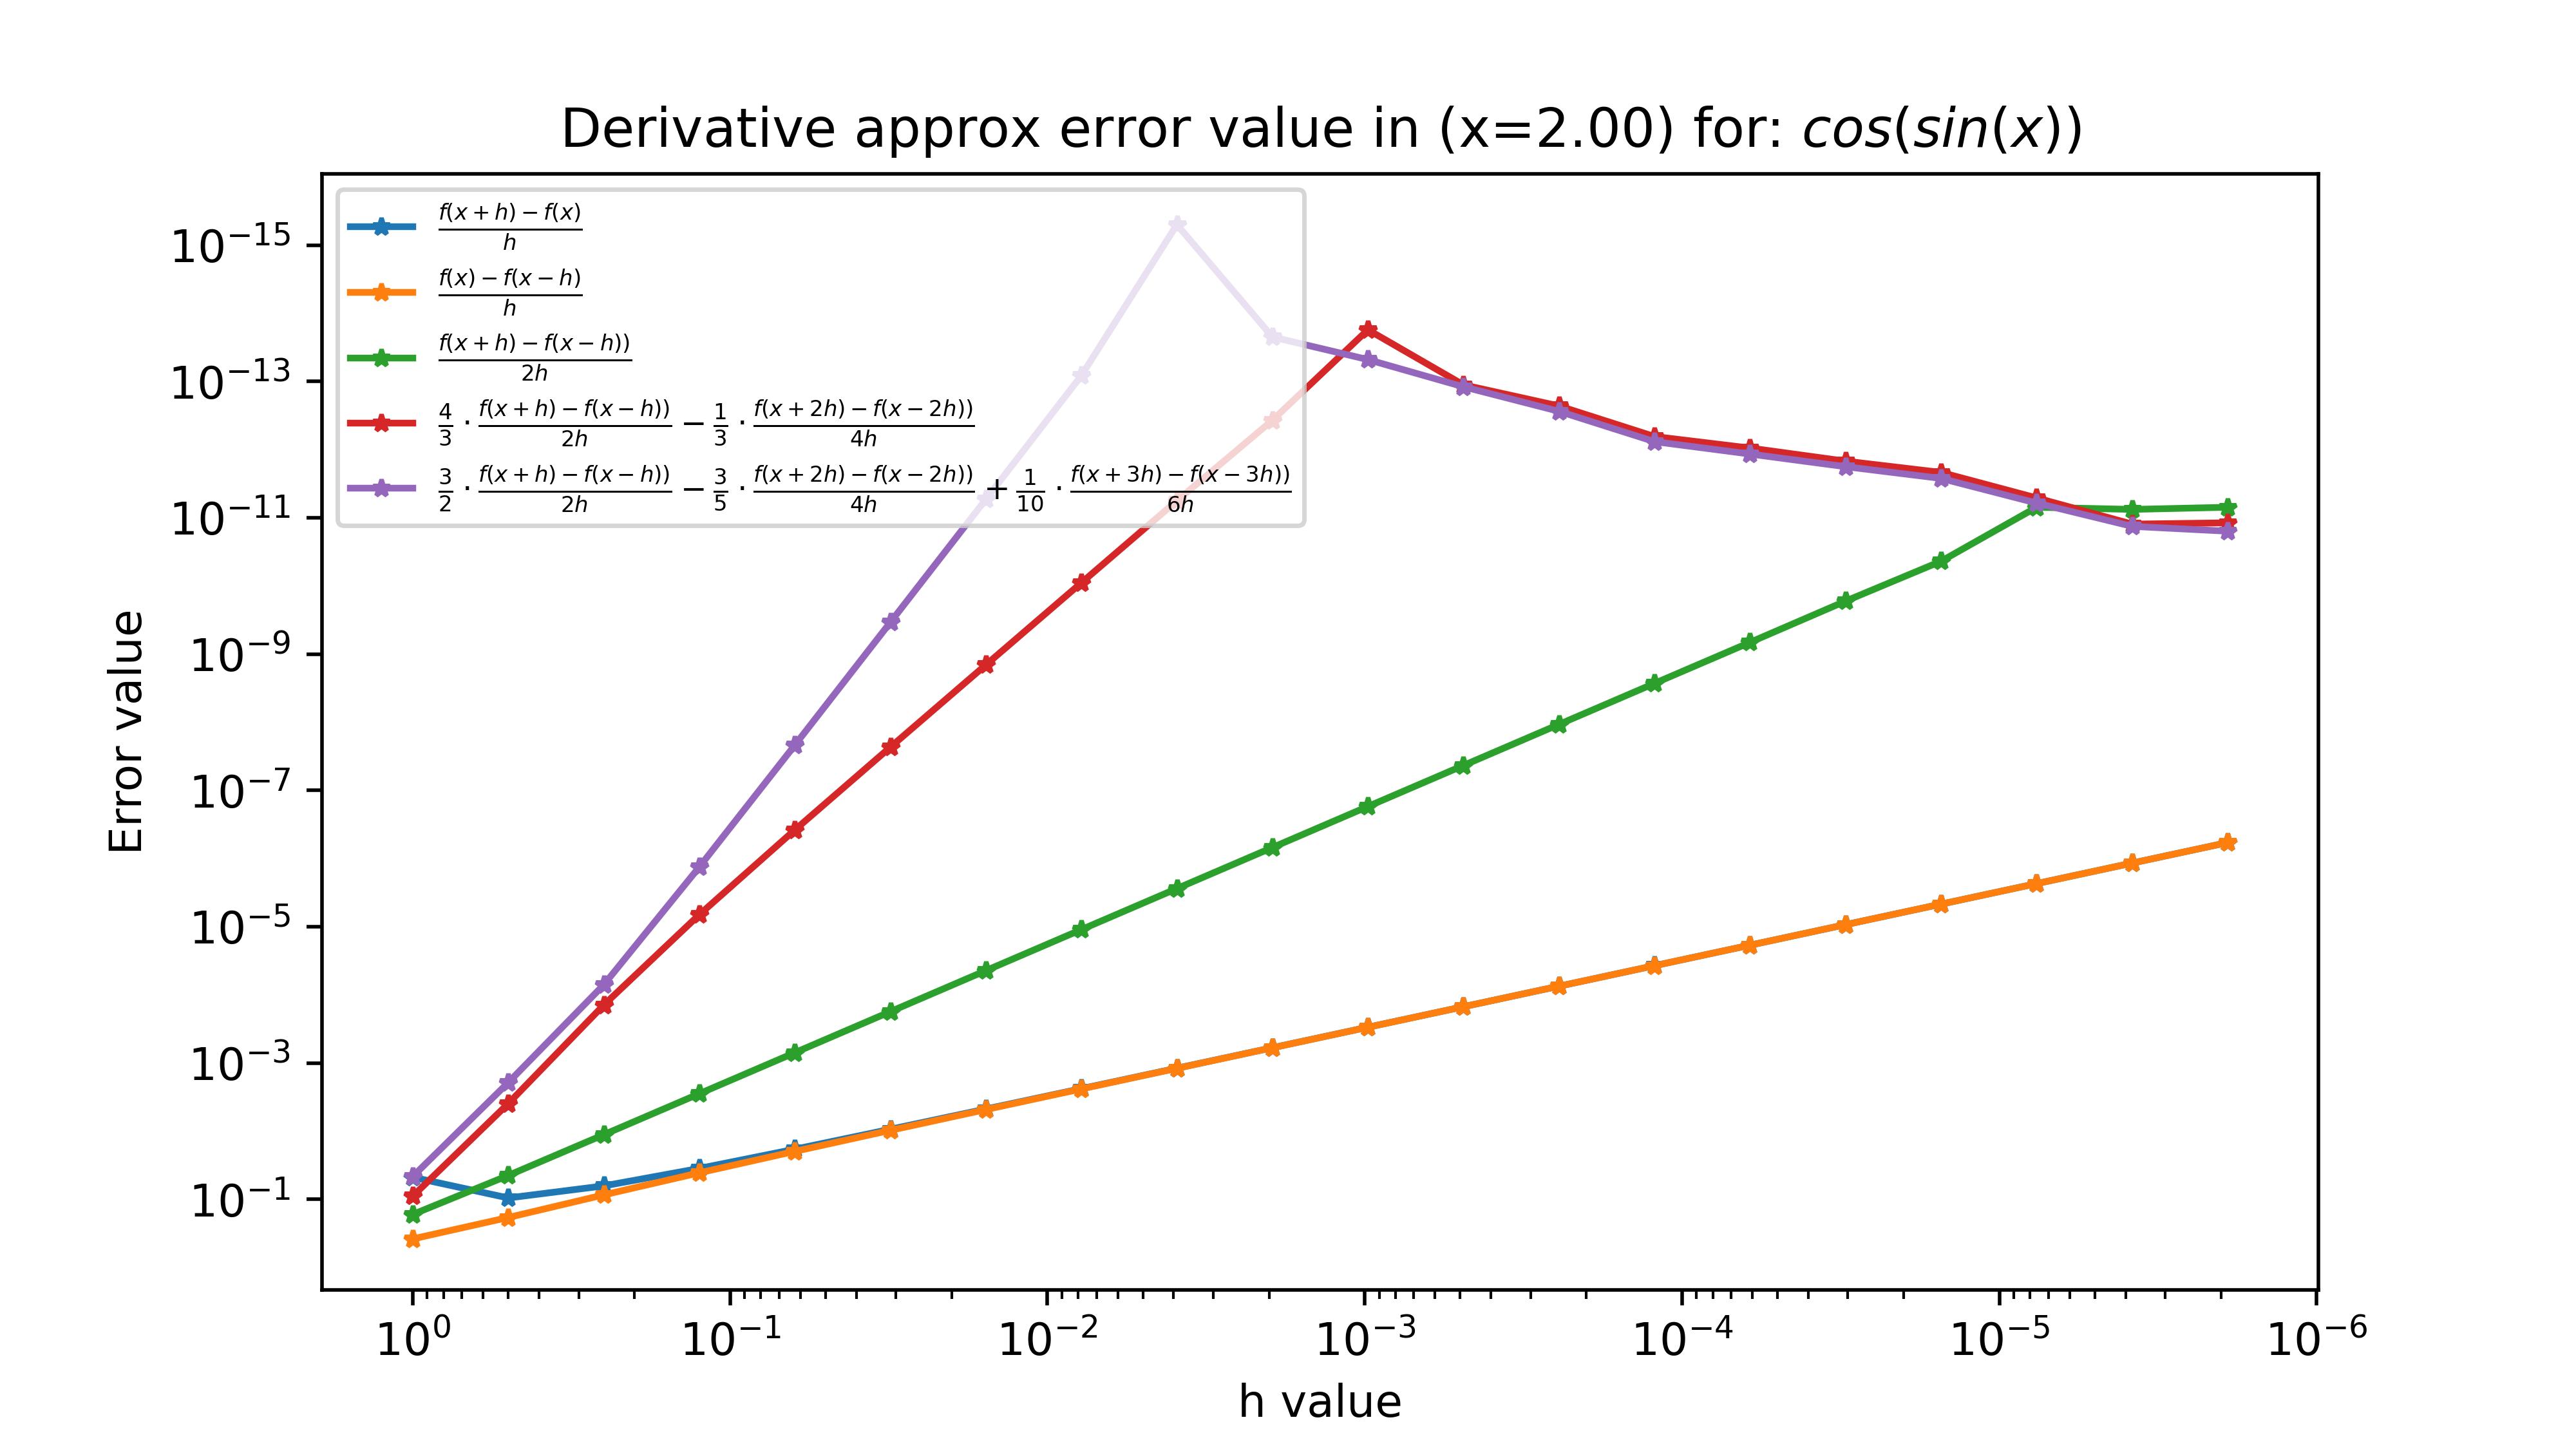 Derivative approx error value in (x=2.00) for: cos(sin(x))
Error value
10⁻¹⁵
10⁻¹³
10⁻¹¹
10⁻⁹
10⁻⁷
10⁻⁵
10⁻³
10⁻¹
f(x + h) − f(x)
h
f(x) − f(x − h)
h
f(x + h) − f(x − h))
2h
4/3 · f(x + h) − f(x − h))/2h − 1/3 · f(x + 2h) − f(x − 2h))/4h
3/2 · f(x + h) − f(x − h))/2h − 3/5 · f(x + 2h) − f(x − 2h))/4h + 1/10 · f(x + 3h) − f(x − 3h))/6h
10⁰ 10⁻¹ 10⁻² 10⁻³ 10⁻⁴ 10⁻⁵ 10⁻⁶
h value